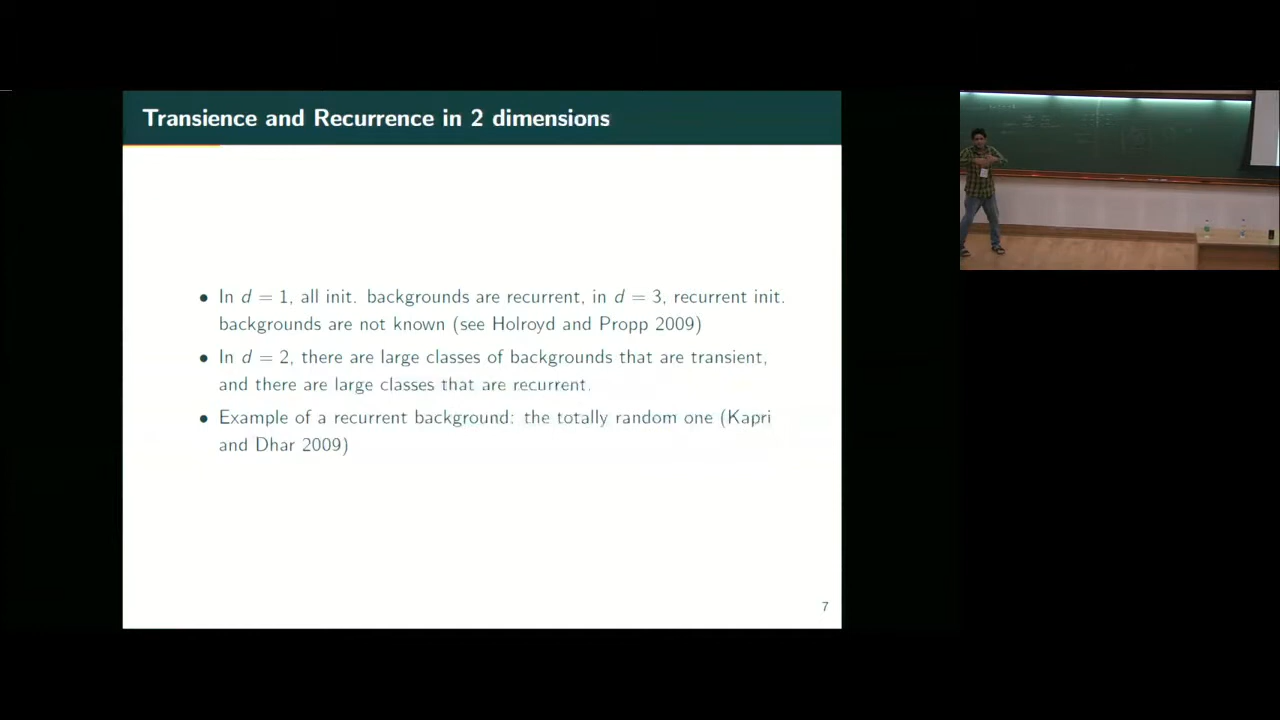 Transience and Recurrence in 2 dimensions
• In d = 1, all init. backgrounds are recurrent, in d = 3, recurrent init.
backgrounds are not known (see Holroyd and Propp 2009)
• In d = 2, there are large classes of backgrounds that are transient,
and there are large classes that are recurrent.
• Example of a recurrent background: the totally random one (Kapri
and Dhar 2009)
7